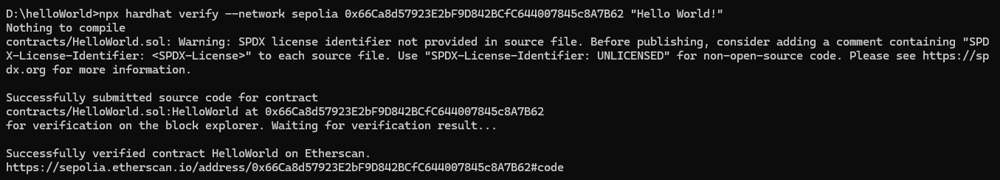 D:\helloWorld>npx hardhat verify --network sepolia 0x66Ca8d57923E2bF9D842BCfC644007845c8A7B62 "Hello World!"
Nothing to compile
contracts/HelloWorld.sol: Warning: SPDX license identifier not provided in source file. Before publishing, consider adding a comment containing "SPD
X-License-Identifier: <SPDX-License>" to each source file. Use "SPDX-License-Identifier: UNLICENSED" for non-open-source code. Please see https://sp
dx.org for more information.
Successfully submitted source code for contract
contracts/HelloWorld.sol:HelloWorld at 0x66Ca8d57923E2bF9D842BCfC644007845c8A7B62
for verification on the block explorer. Waiting for verification result...
Successfully verified contract HelloWorld on Etherscan.
https://sepolia.etherscan.io/address/0x66Ca8d57923E2bF9D842BCfC644007845c8A7B62#code